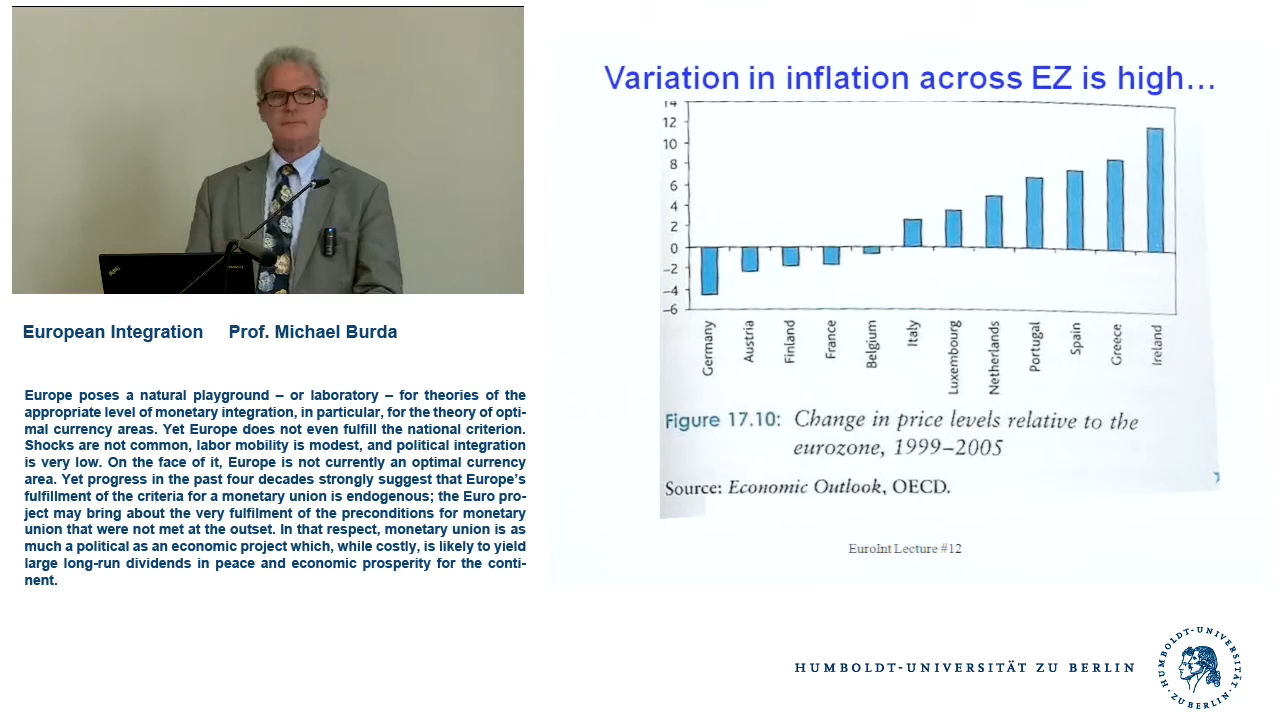 European Integration Prof. Michael Burda
Europe poses a natural playground – or laboratory – for theories of the
appropriate level of monetary integration, in particular, for the theory of opti-
mal currency areas. Yet Europe does not even fulfill the national criterion.
Shocks are not common, labor mobility is modest, and political integration
is very low. On the face of it, Europe is not currently an optimal currency
area. Yet progress in the past four decades strongly suggest that Europe's
fulfillment of the criteria for a monetary union is endogenous; the Euro pro-
ject may bring about the very fulfilment of the preconditions for monetary
union that were not met at the outset. In that respect, monetary union is as
much a political as an economic project which, while costly, is likely to yield
large long-run dividends in peace and economic prosperity for the conti-
nent.
Variation in inflation across EZ is high...
14
12
10
8
6
4
2
0
–2
–4
–6
Germany
Austria
Finland
France
Belgium
Italy
Luxembourg
Netherlands
Portugal
Spain
Greece
Ireland
Figure 17.10: Change in price levels relative to the
eurozone, 1999–2005
Source: Economic Outlook, OECD.
EuroInt Lecture #12
HUMBOLDT-UNIVERSITÄT ZU BERLIN
HUMBOLDT-UNIVERSITÄT ZU BERLIN